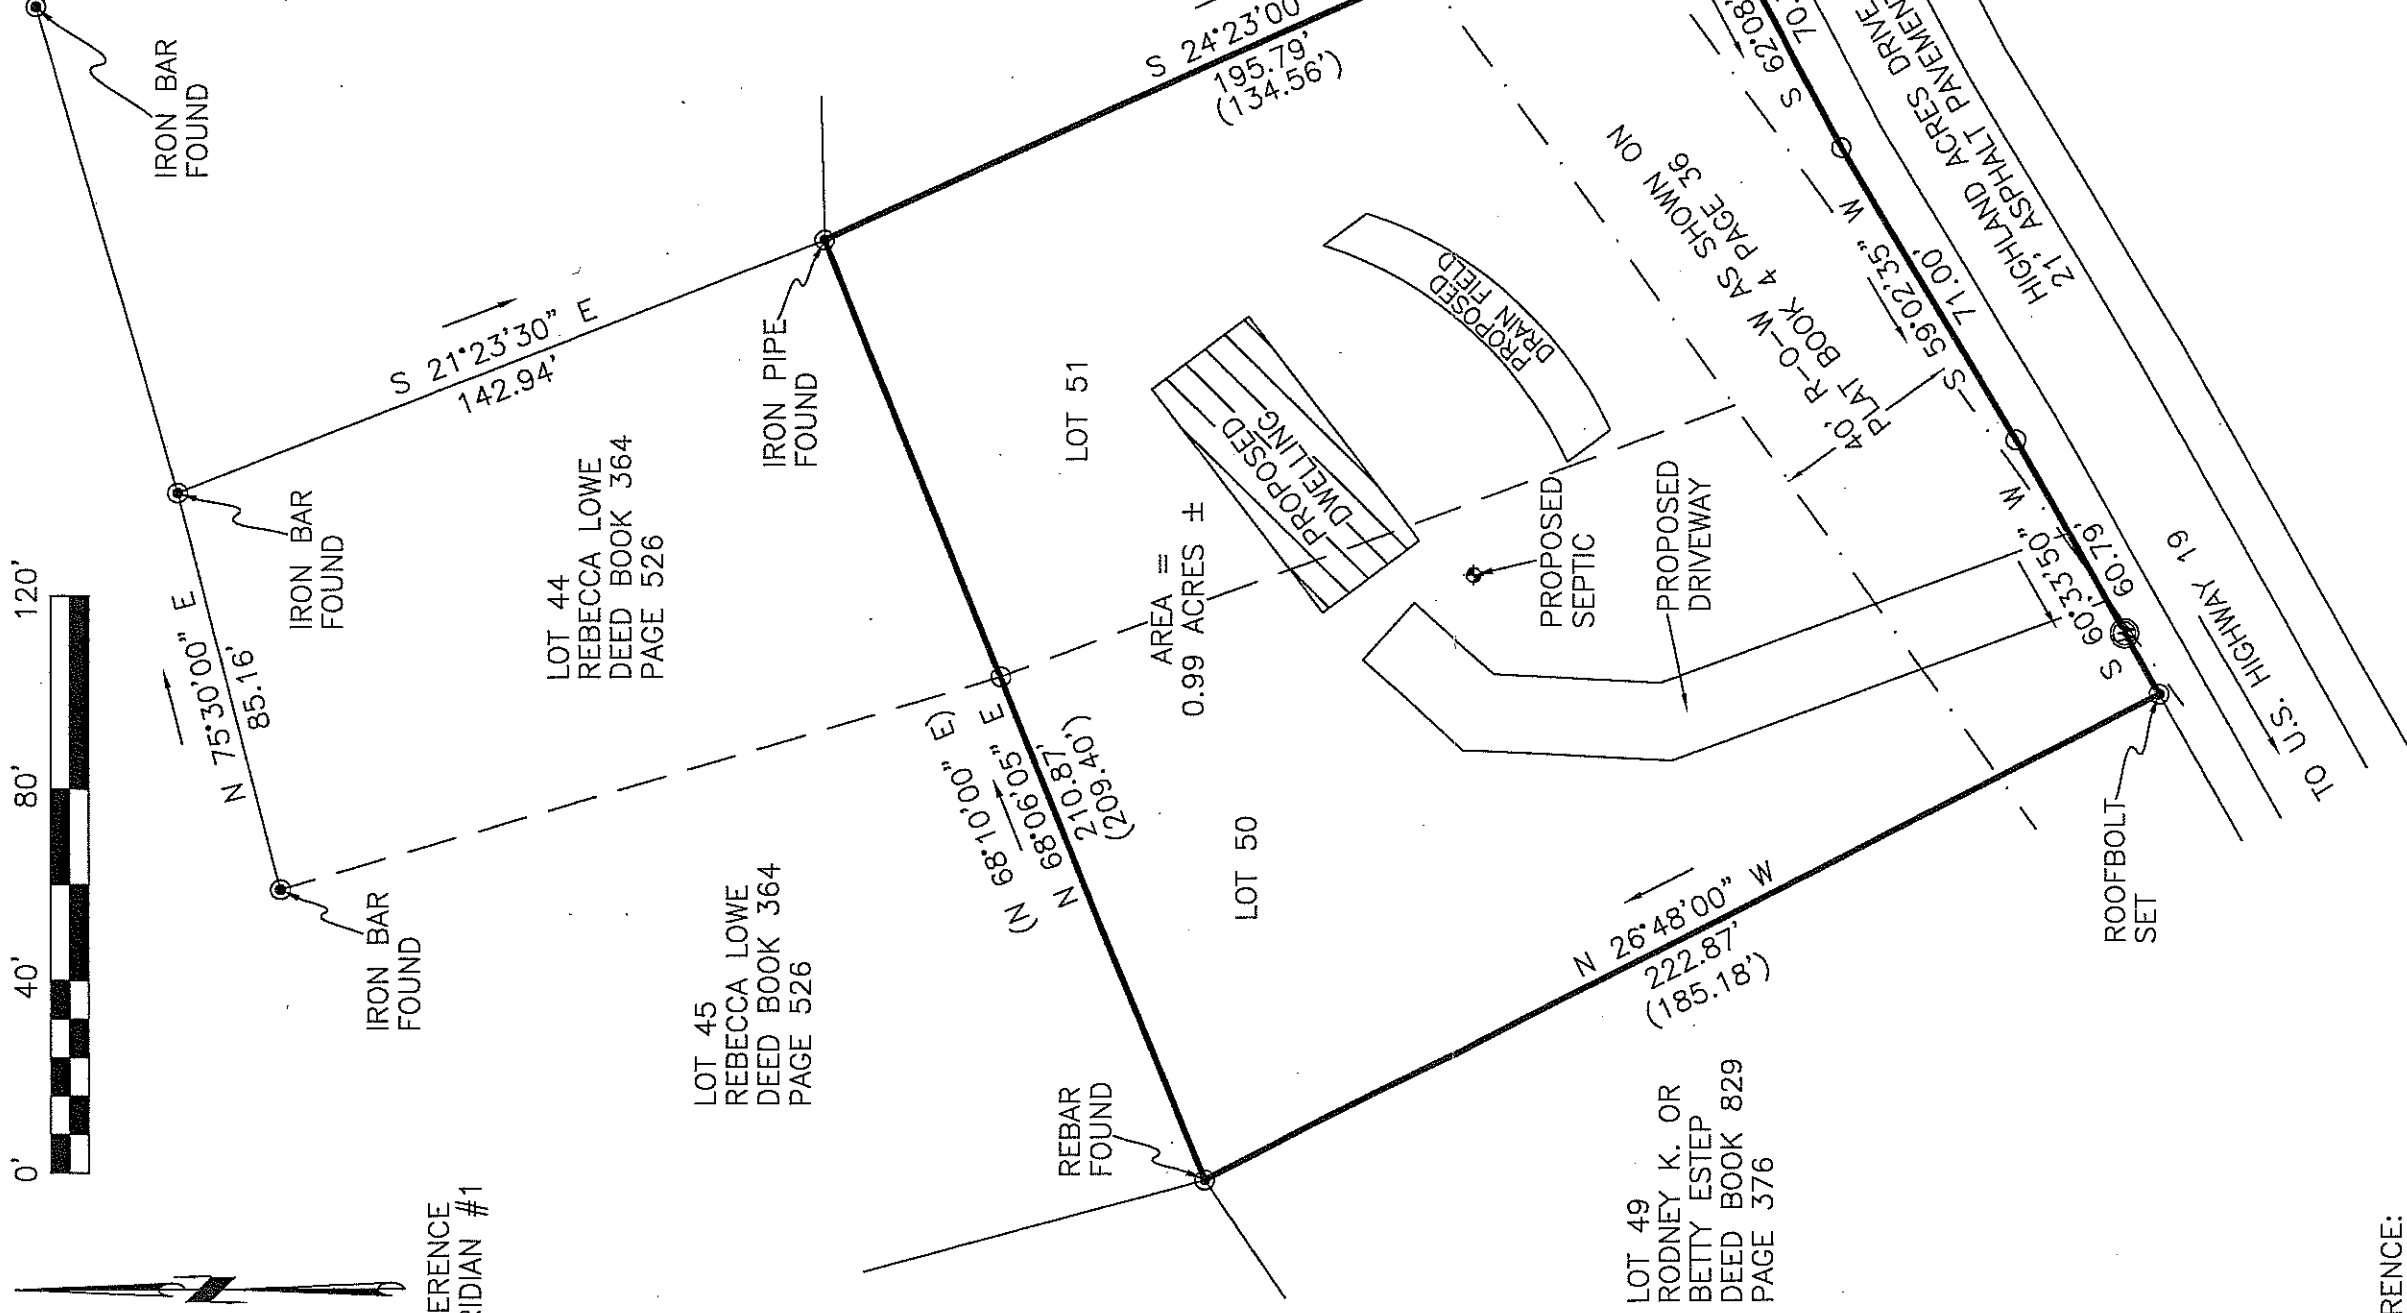 0' 40' 80' 120'
ERENCE
RIDIAN #1
IRON BAR
FOUND
N 75°30'00" E
85.16'
IRON BAR
FOUND
IRON BAR
FOUND
S 21°23'30" E
142.94'
LOT 44
REBECCA LOWE
DEED BOOK 364
PAGE 526
LOT 45
REBECCA LOWE
DEED BOOK 364
PAGE 526
IRON PIPE
FOUND
S 24°23'00
195.79'
(134.56')
(N 68°10'00" E)
N 68°06'05" E
210.87'
(209.40')
REBAR
FOUND
LOT 51
AREA =
0.99 ACRES ±
LOT 50
PROPOSED
DWELLING
PROPOSED
DRAIN FIELD
PROPOSED
SEPTIC
PROPOSED
DRIVEWAY
40' R-O-W AS SHOWN ON
PLAT BOOK 4 PAGE 36
N 26°48'00" W
222.87'
(185.18')
LOT 49
RODNEY K. OR
BETTY ESTEP
DEED BOOK 829
PAGE 376
ROOFBOLT
SET
S 60°33'50" W
60.79'
S 59°02'35" W
71.00'
S 62°08'
70.
W
HIGHLAND ACRES DRIVE
21' ASPHALT PAVEMEN
TO U.S. HIGHWAY 19
RENCE: